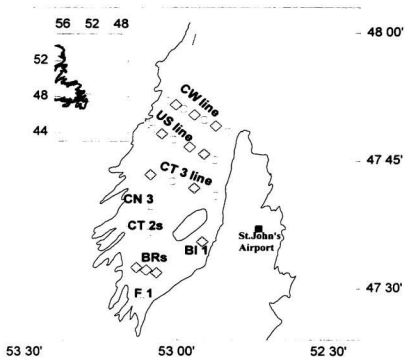 56 52 48
52
48
44
48 00'
CW line
US line
47 45'
CT 3 line
CN 3
CT 2s
St.John's
Airport
BI 1
BRs
F 1
47 30'
53 30'
53 00'
52 30'